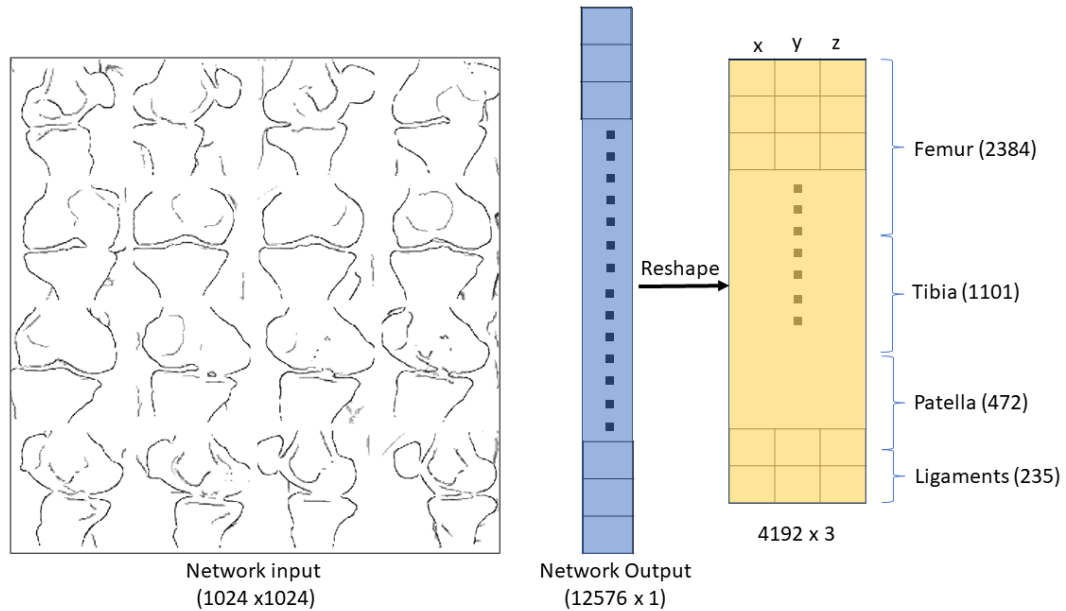 x y z
Femur (2384)
Reshape
Tibia (1101)
Patella (472)
Ligaments (235)
4192 x 3
Network input
(1024 x1024)
Network Output
(12576 x 1)